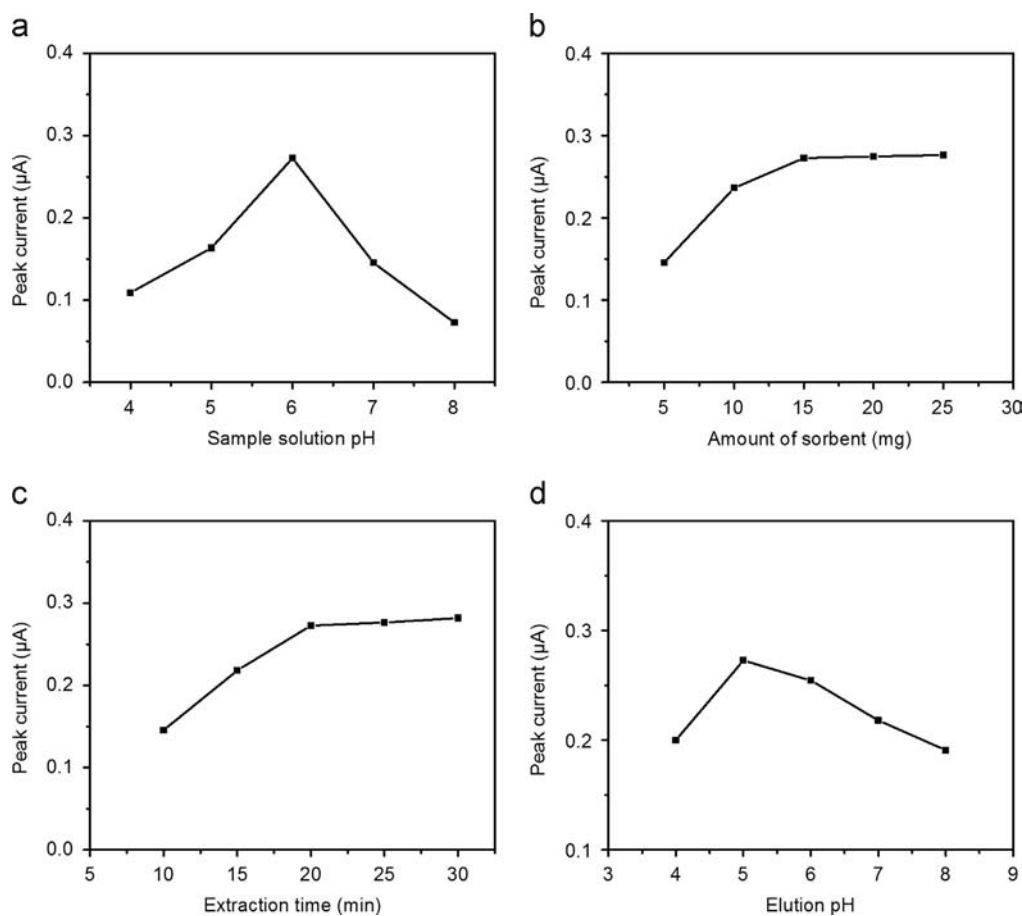 a
0.4
0.3
0.2
0.1
0.0
Peak current (µA)
4 5 6 7 8
Sample solution pH
b
0.4
0.3
0.2
0.1
0.0
Peak current (µA)
5 10 15 20 25 30
Amount of sorbent (mg)
c
0.4
0.3
0.2
0.1
0.0
Peak current (µA)
5 10 15 20 25 30
Extraction time (min)
d
0.4
0.3
0.2
0.1
Peak current (µA)
3 4 5 6 7 8 9
Elution pH